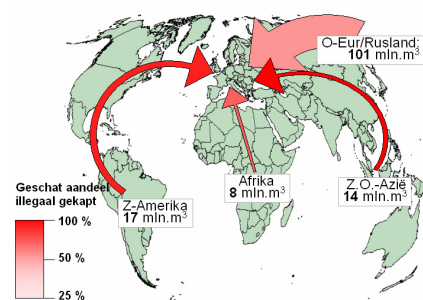 O-Eur/Rusland:
101 mln.m³
Afrika
8 mln.m³
Z.O.-Azië
14 mln.m³
Z-Amerika
17 mln.m³
Geschat aandeel
illegaal gekapt
100 %
50 %
25 %